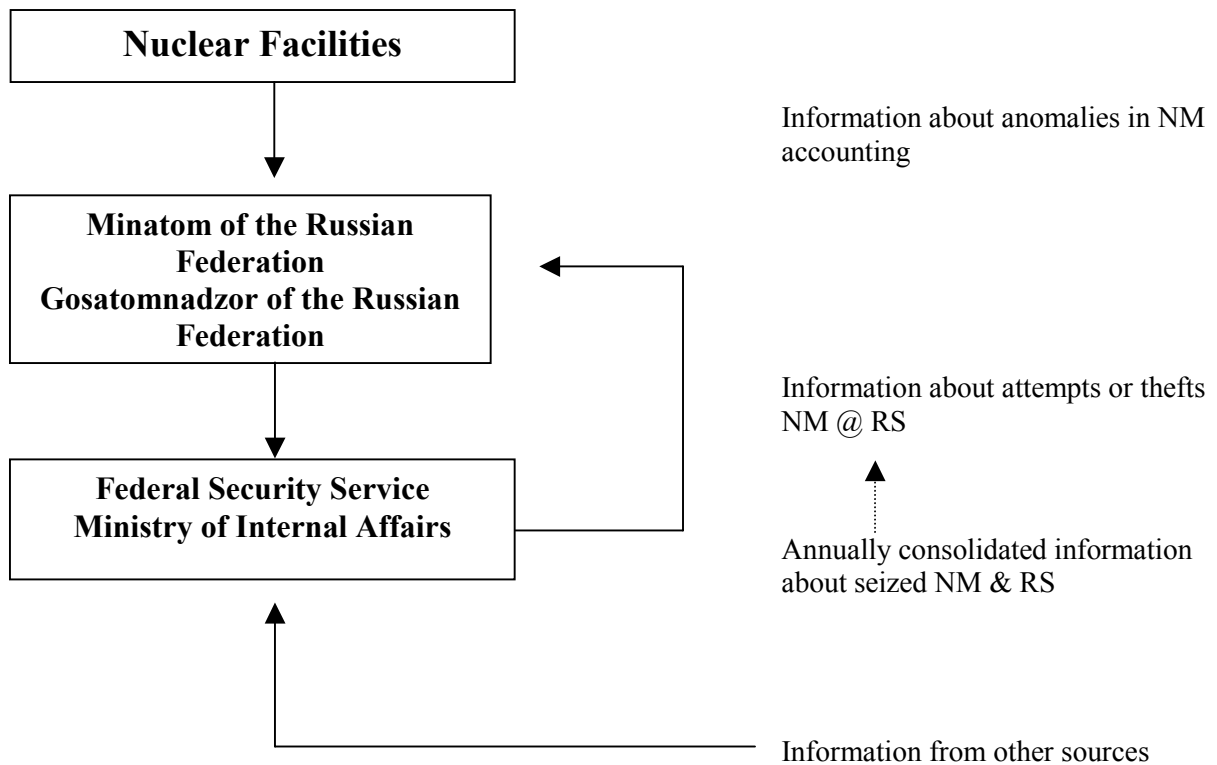 Nuclear Facilities
Information about anomalies in NM
accounting
Minatom of the Russian
Federation
Gosatomnadzor of the Russian
Federation
Information about attempts or thefts
NM @ RS
Federal Security Service
Ministry of Internal Affairs
Annually consolidated information
about seized NM & RS
Information from other sources